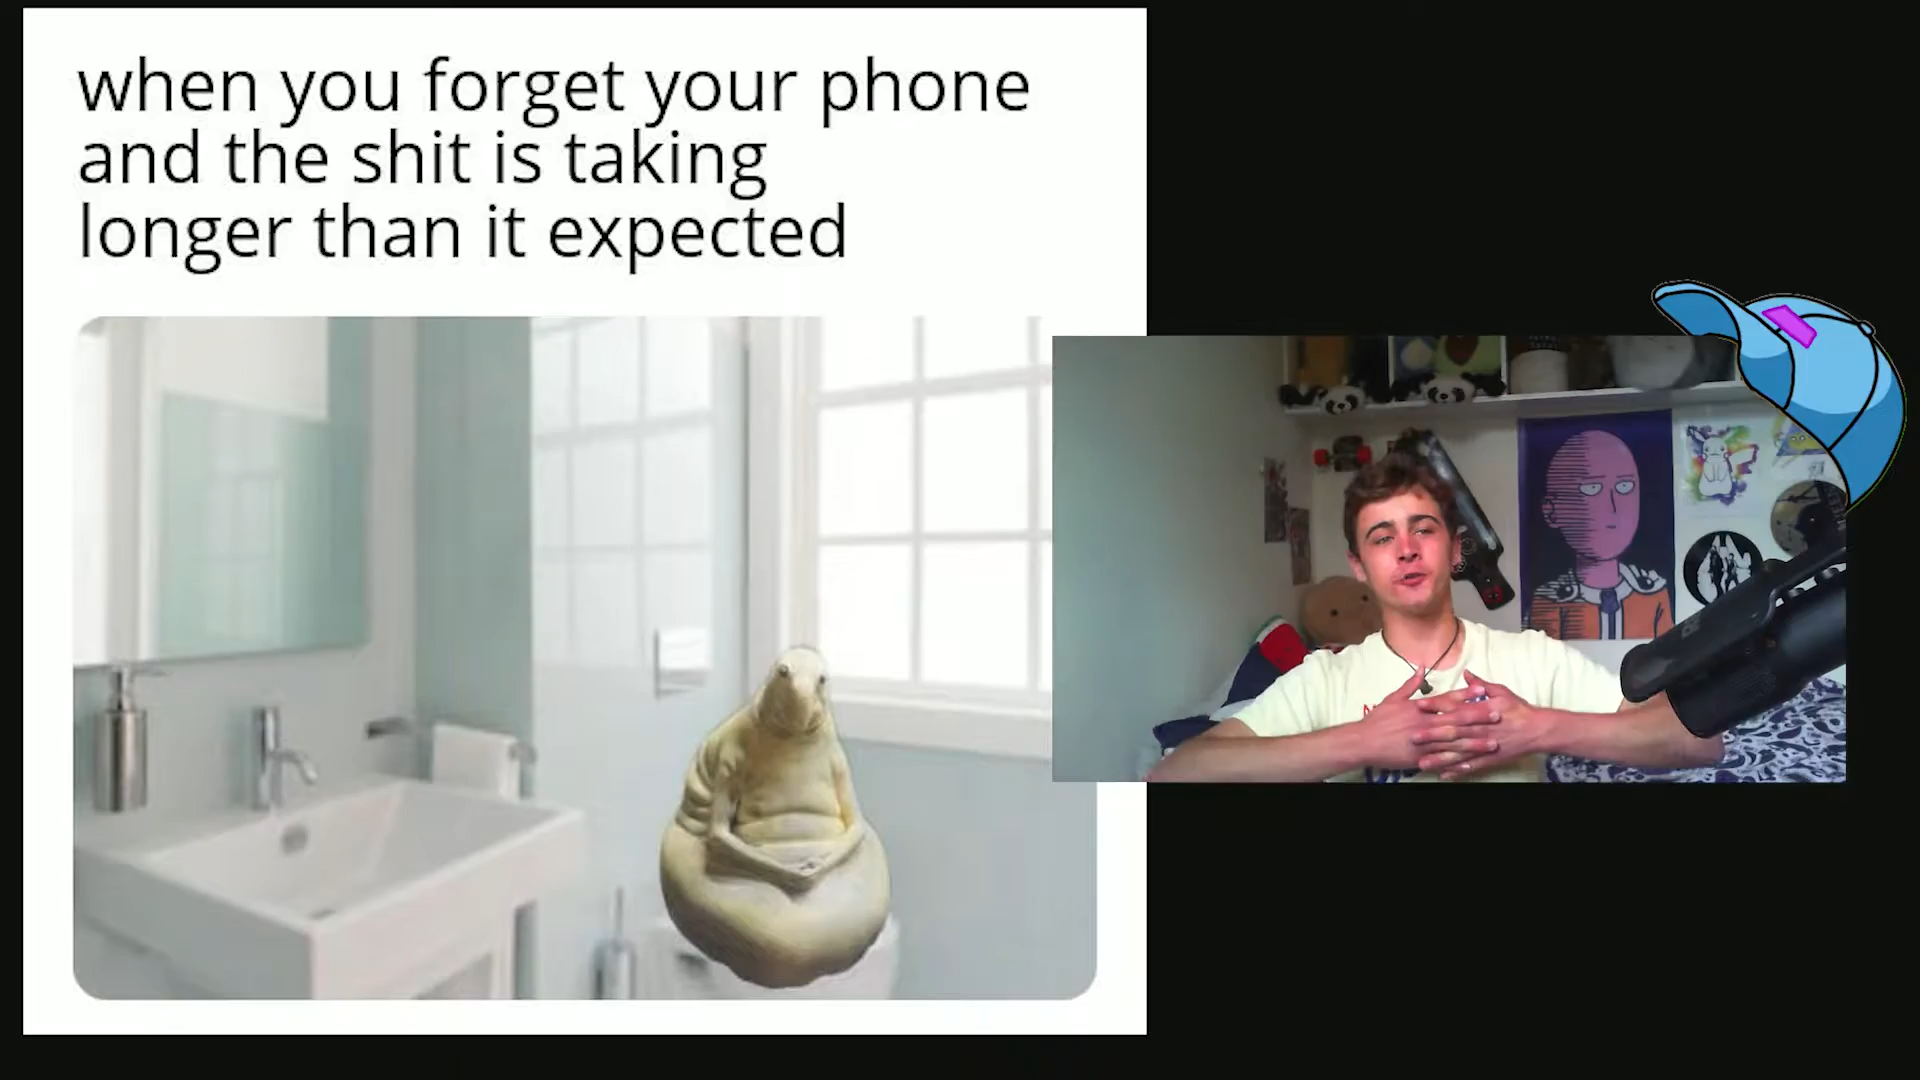 when you forget your phone
and the shit is taking
longer than it expected